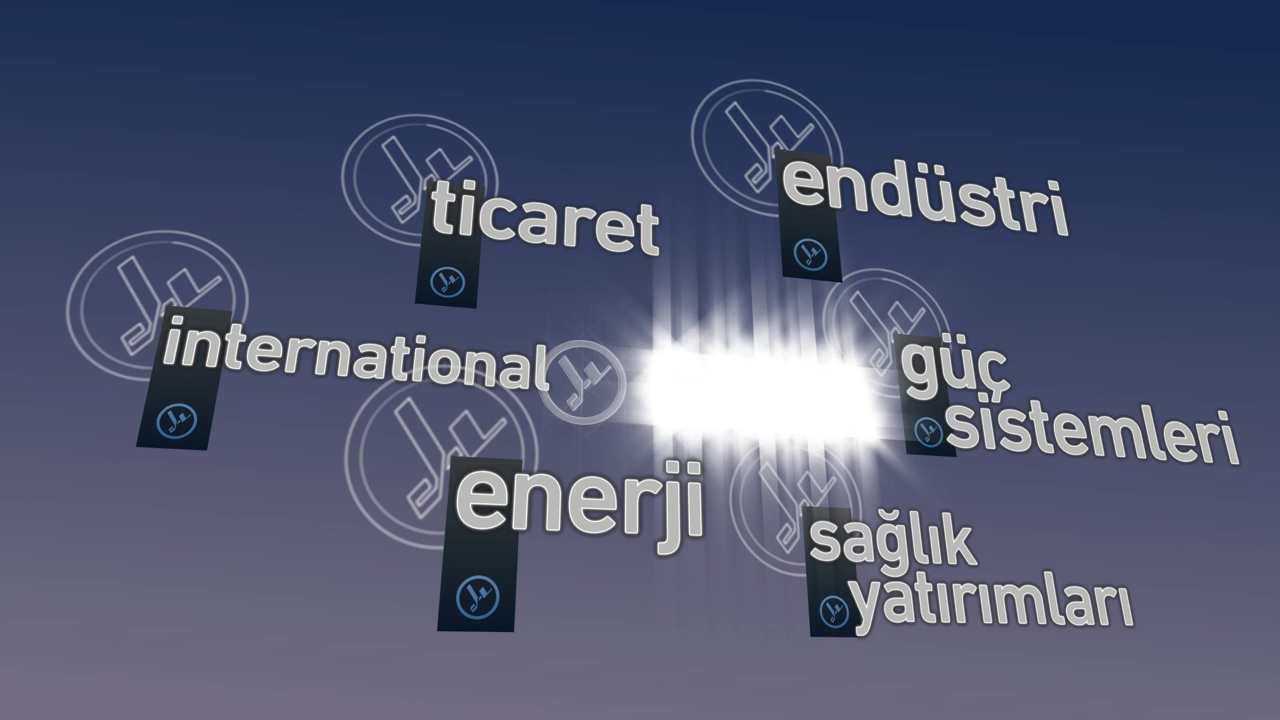 ticaret
endüstri
international
güç
sistemleri
enerji
sağlık
yatırımları